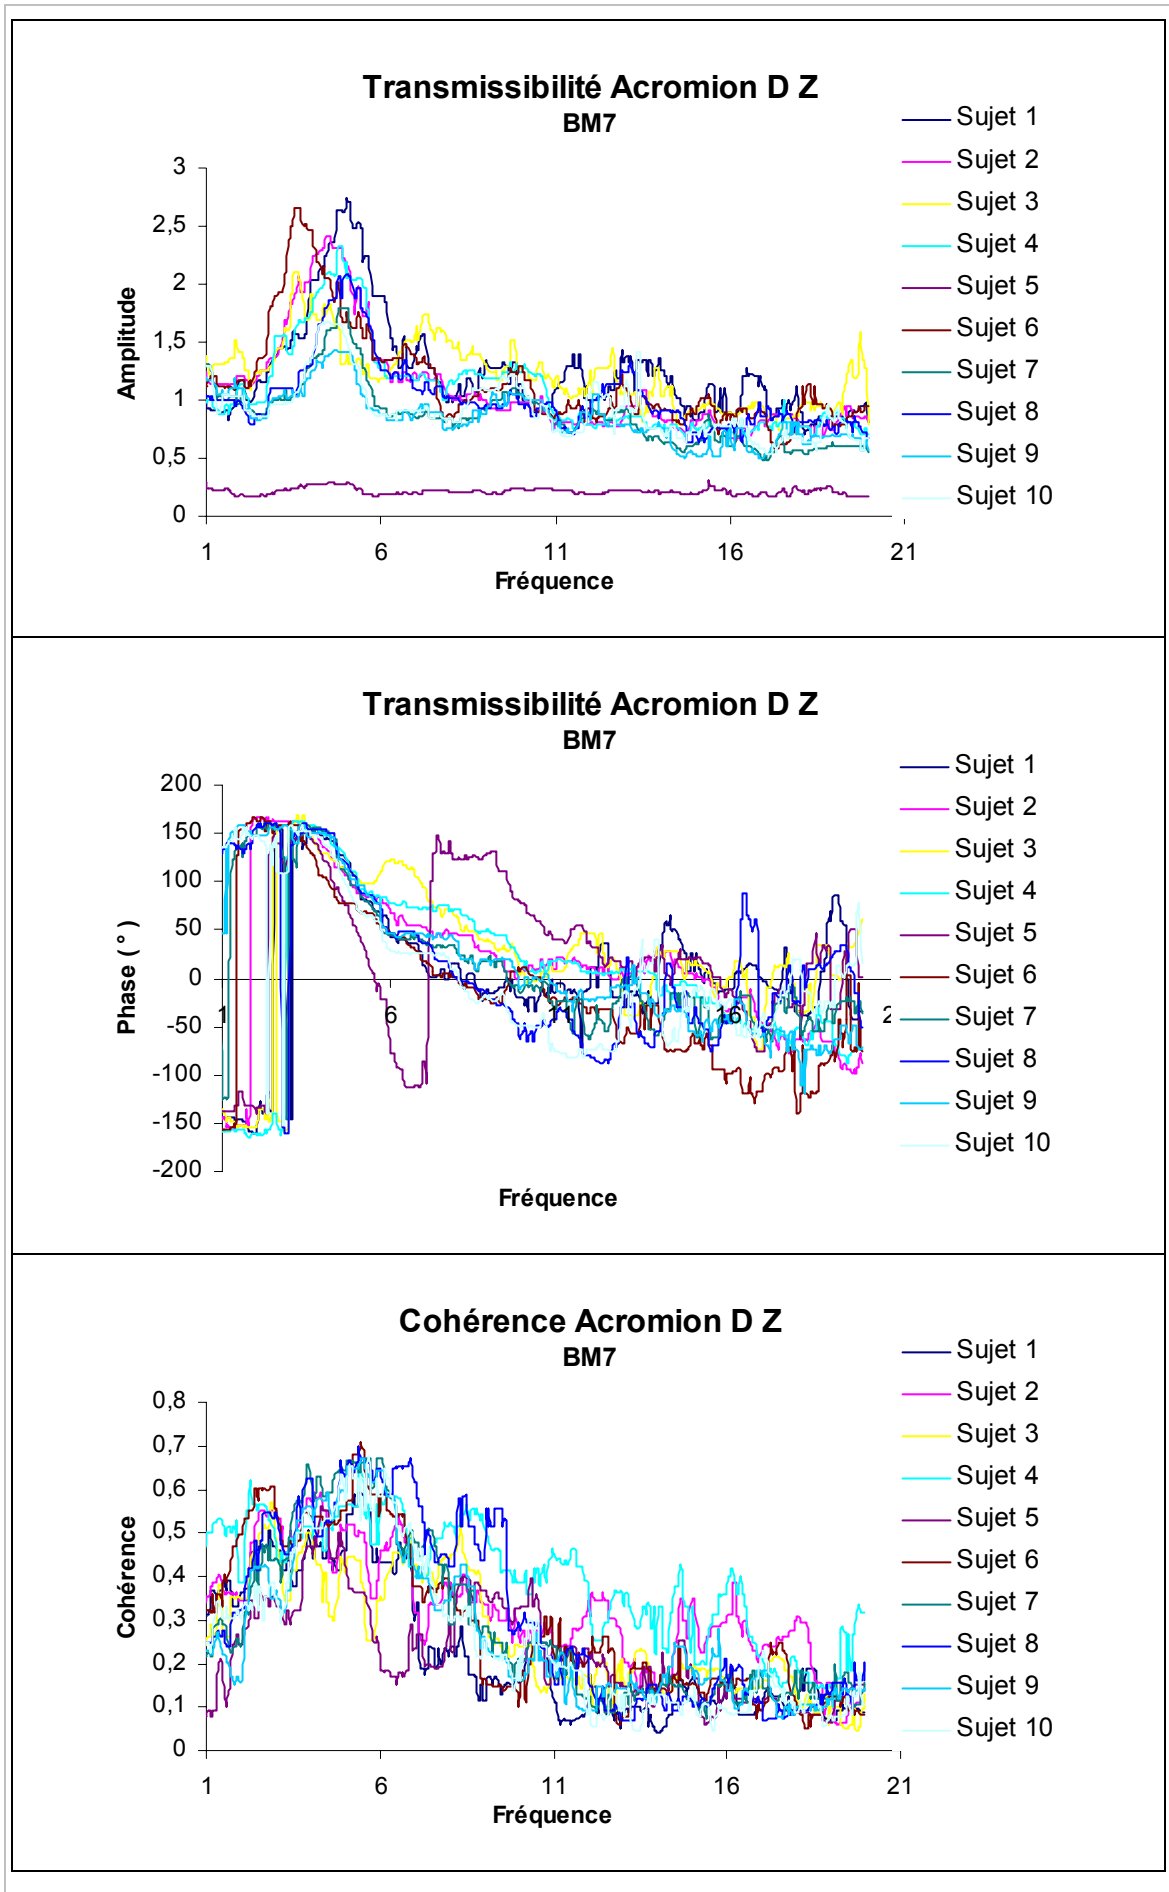 Transmissibilité Acromion D Z
BM7
Sujet 1
Sujet 2
Sujet 3
Sujet 4
Sujet 5
Sujet 6
Sujet 7
Sujet 8
Sujet 9
Sujet 10
Amplitude
3
2,5
2
1,5
1
0,5
0
1 6 11 16 21
Fréquence
Transmissibilité Acromion D Z
BM7
Sujet 1
Sujet 2
Sujet 3
Sujet 4
Sujet 5
Sujet 6
Sujet 7
Sujet 8
Sujet 9
Sujet 10
Phase ( ° )
200
150
100
50
0
-50
-100
-150
-200
1 6 11 16 2
Fréquence
Cohérence Acromion D Z
BM7
Sujet 1
Sujet 2
Sujet 3
Sujet 4
Sujet 5
Sujet 6
Sujet 7
Sujet 8
Sujet 9
Sujet 10
Cohérence
0,8
0,7
0,6
0,5
0,4
0,3
0,2
0,1
0
1 6 11 16 21
Fréquence